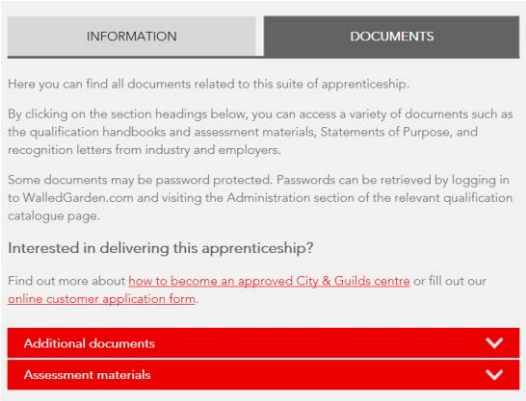 INFORMATION
DOCUMENTS
Here you can find all documents related to this suite of apprenticeship.
By clicking on the section headings below, you can access a variety of documents such as
the qualification handbooks and assessment materials, Statements of Purpose, and
recognition letters from industry and employers.
Some documents may be password protected. Passwords can be retrieved by logging in
to WalledGarden.com and visiting the Administration section of the relevant qualification
catalogue page.
Interested in delivering this apprenticeship?
Find out more about how to become an approved City & Guilds centre or fill out our
online customer application form.
Additional documents
Assessment materials